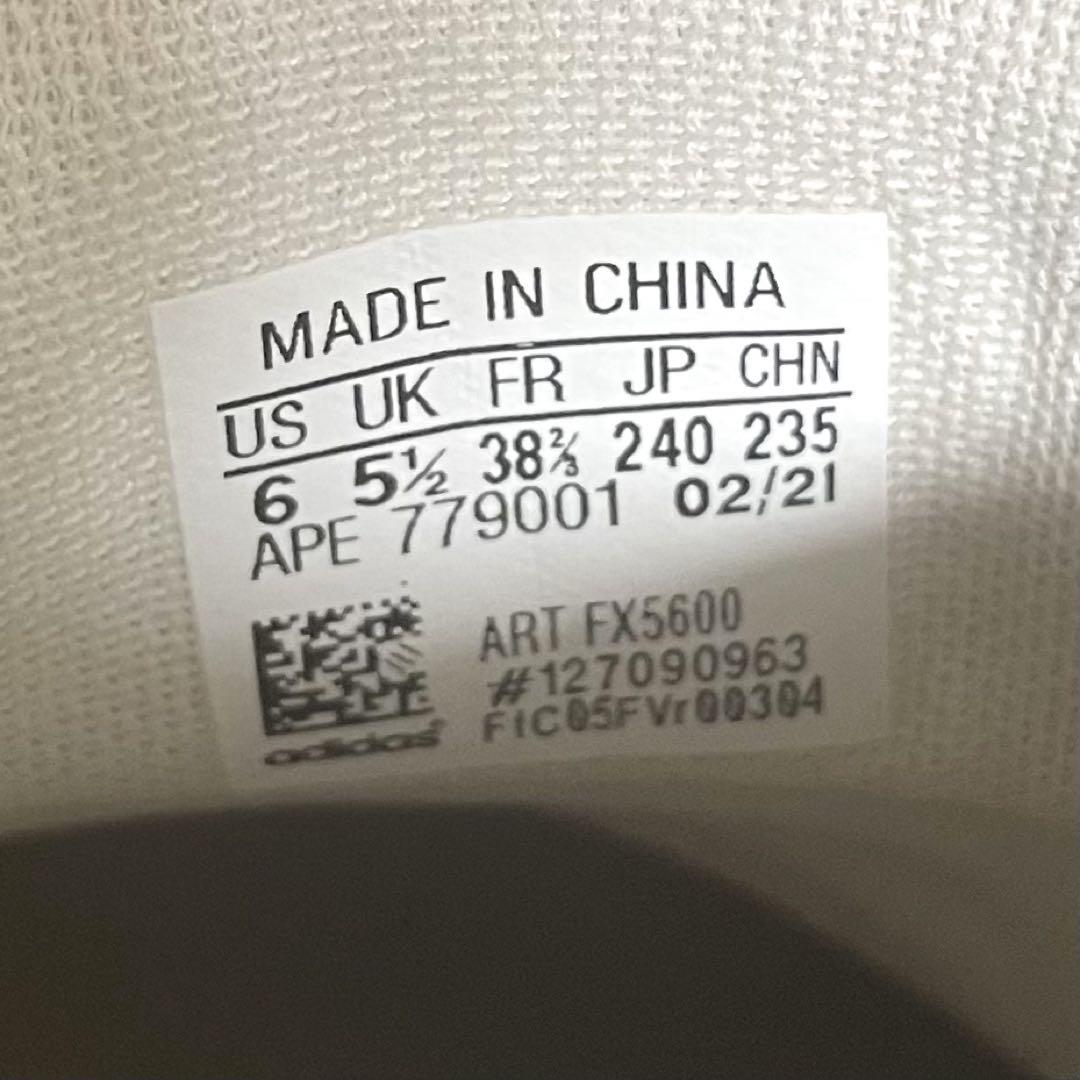 MADE IN CHINA
US UK FR JP CHN
6 5½ 38⅔ 240 235
APE 779001 02/21
ART FX5600
#127090963
F1C05FVr00304
adidas